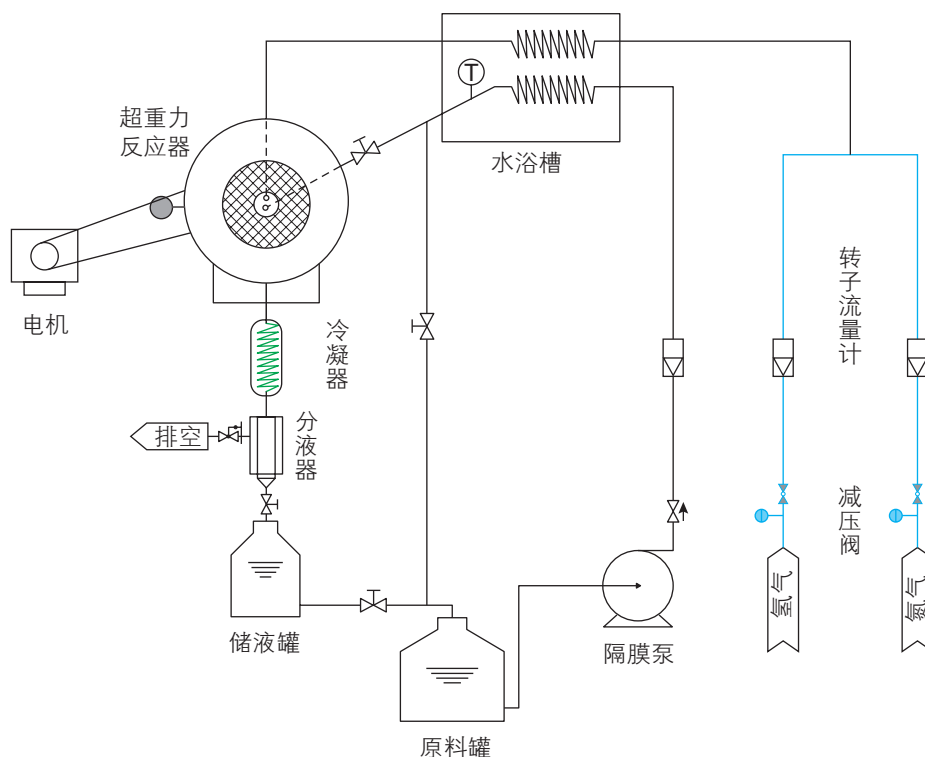 超重力
反应器
T
水浴槽
电机
冷凝器
转子流量计
排空
分液器
减压阀
氢气
氮气
储液罐
隔膜泵
原料罐